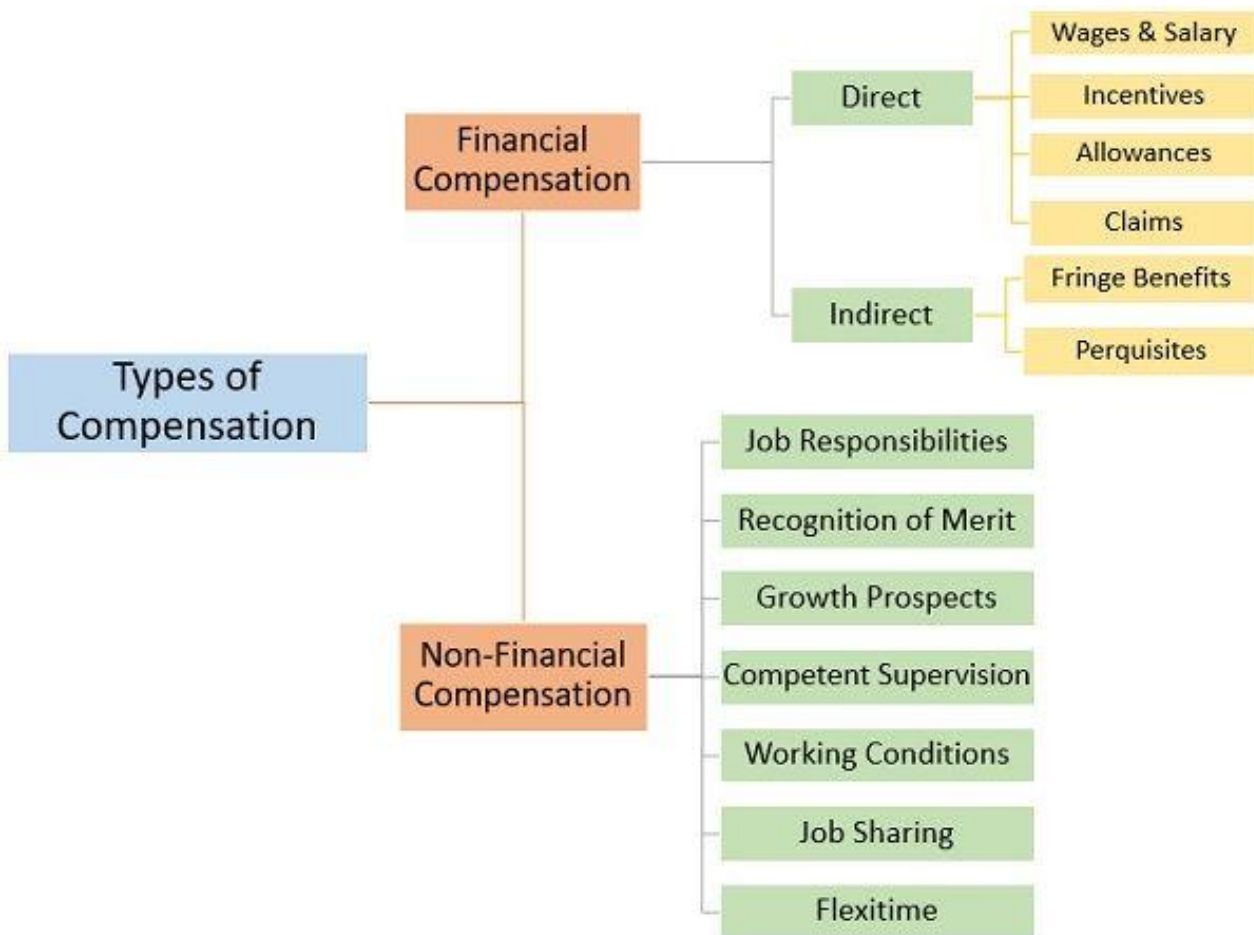 Types of
Compensation
Financial
Compensation
Direct
Wages & Salary
Incentives
Allowances
Claims
Indirect
Fringe Benefits
Perquisites
Non-Financial
Compensation
Job Responsibilities
Recognition of Merit
Growth Prospects
Competent Supervision
Working Conditions
Job Sharing
Flexitime